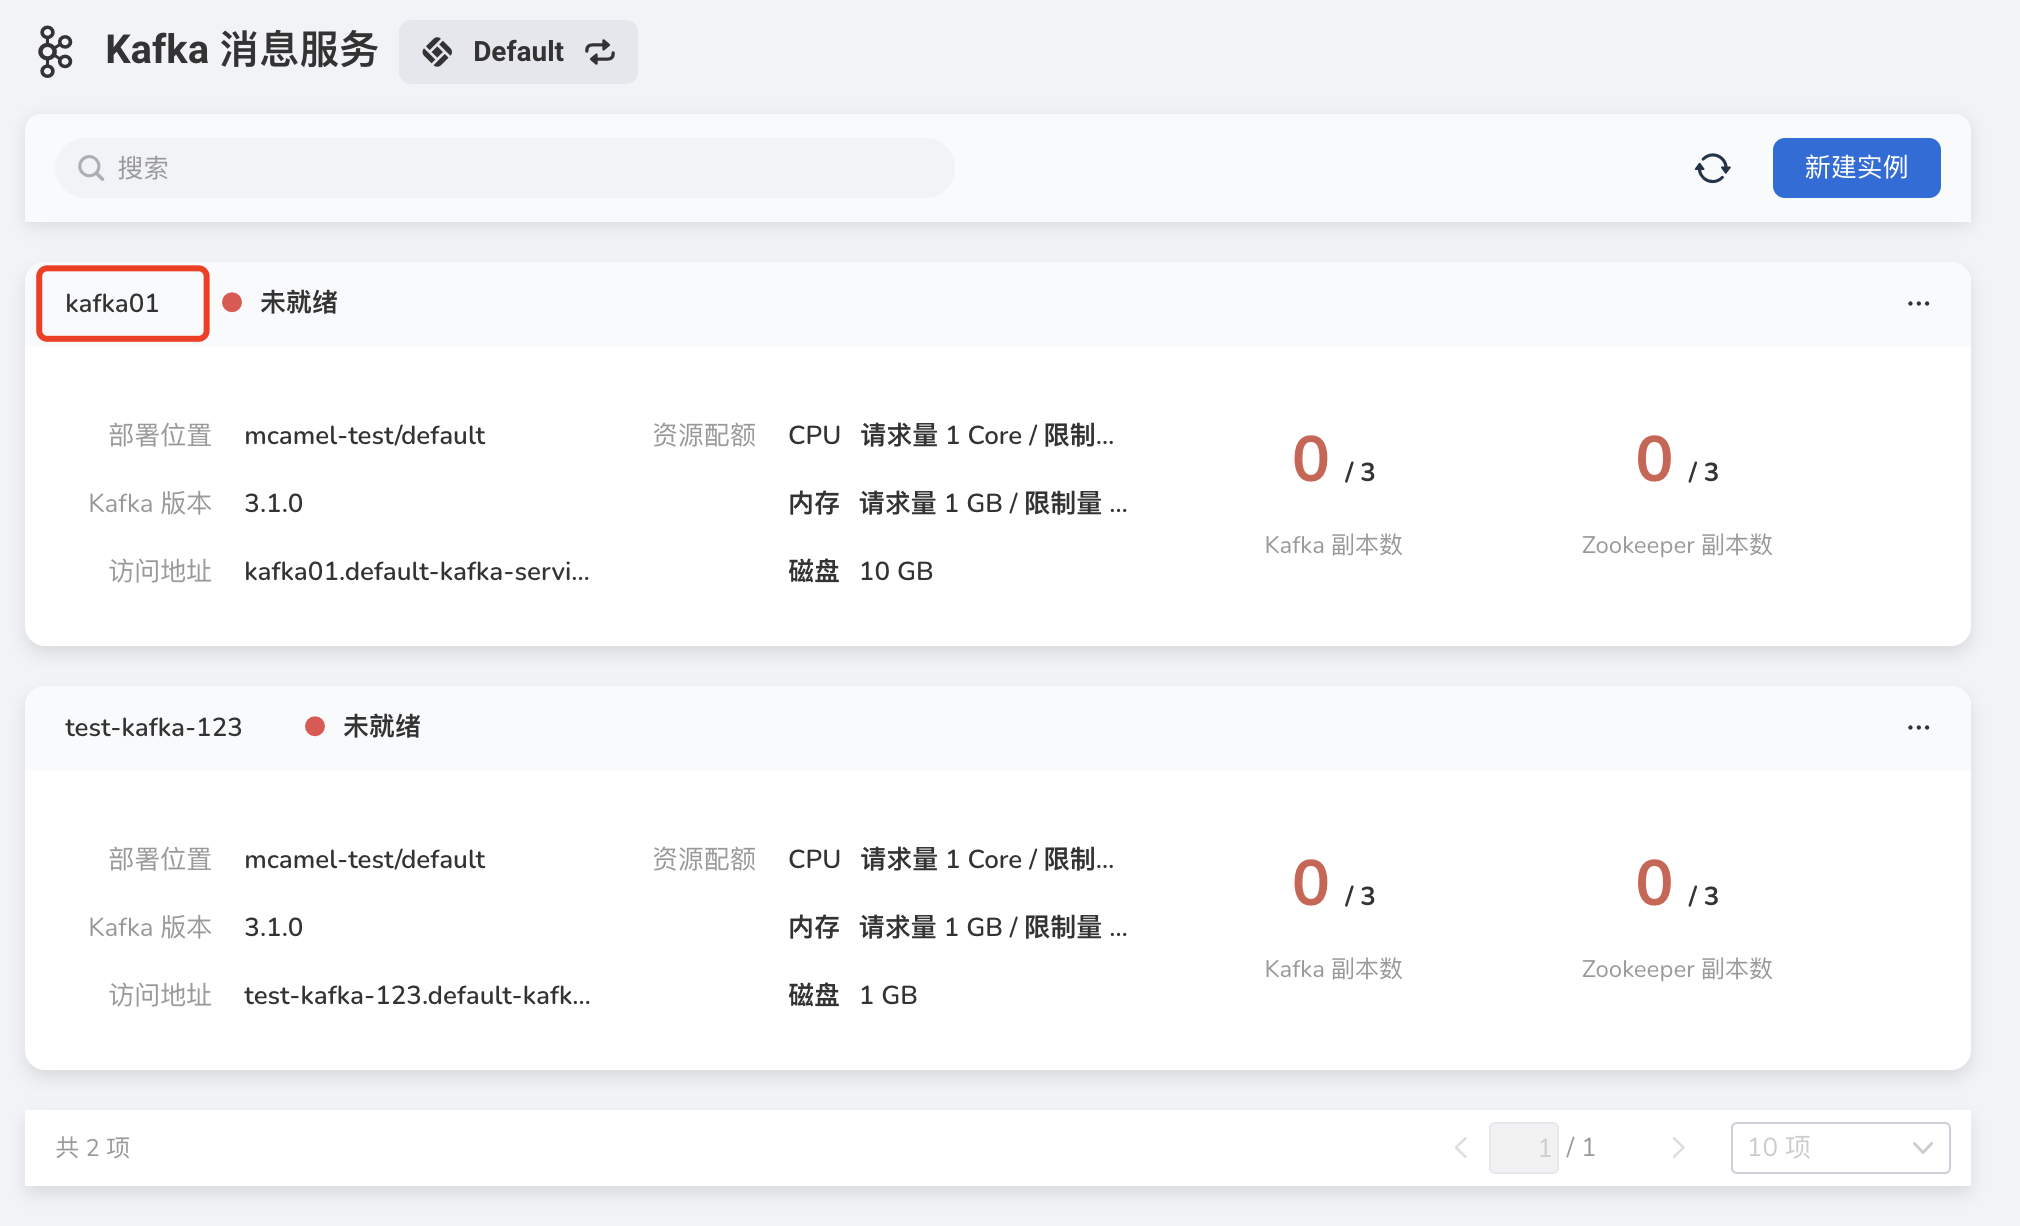 Kafka 消息服务 Default
搜索 新建实例
kafka01 未就绪 ...
部署位置 mcamel-test/default 资源配额 CPU 请求量 1 Core / 限制...
Kafka 版本 3.1.0 内存 请求量 1 GB / 限制量 ...
访问地址 kafka01.default-kafka-servi... 磁盘 10 GB
0 / 3 0 / 3
Kafka 副本数 Zookeeper 副本数
test-kafka-123 未就绪 ...
部署位置 mcamel-test/default 资源配额 CPU 请求量 1 Core / 限制...
Kafka 版本 3.1.0 内存 请求量 1 GB / 限制量 ...
访问地址 test-kafka-123.default-kafk... 磁盘 1 GB
0 / 3 0 / 3
Kafka 副本数 Zookeeper 副本数
共 2 项 1 / 1 10 项